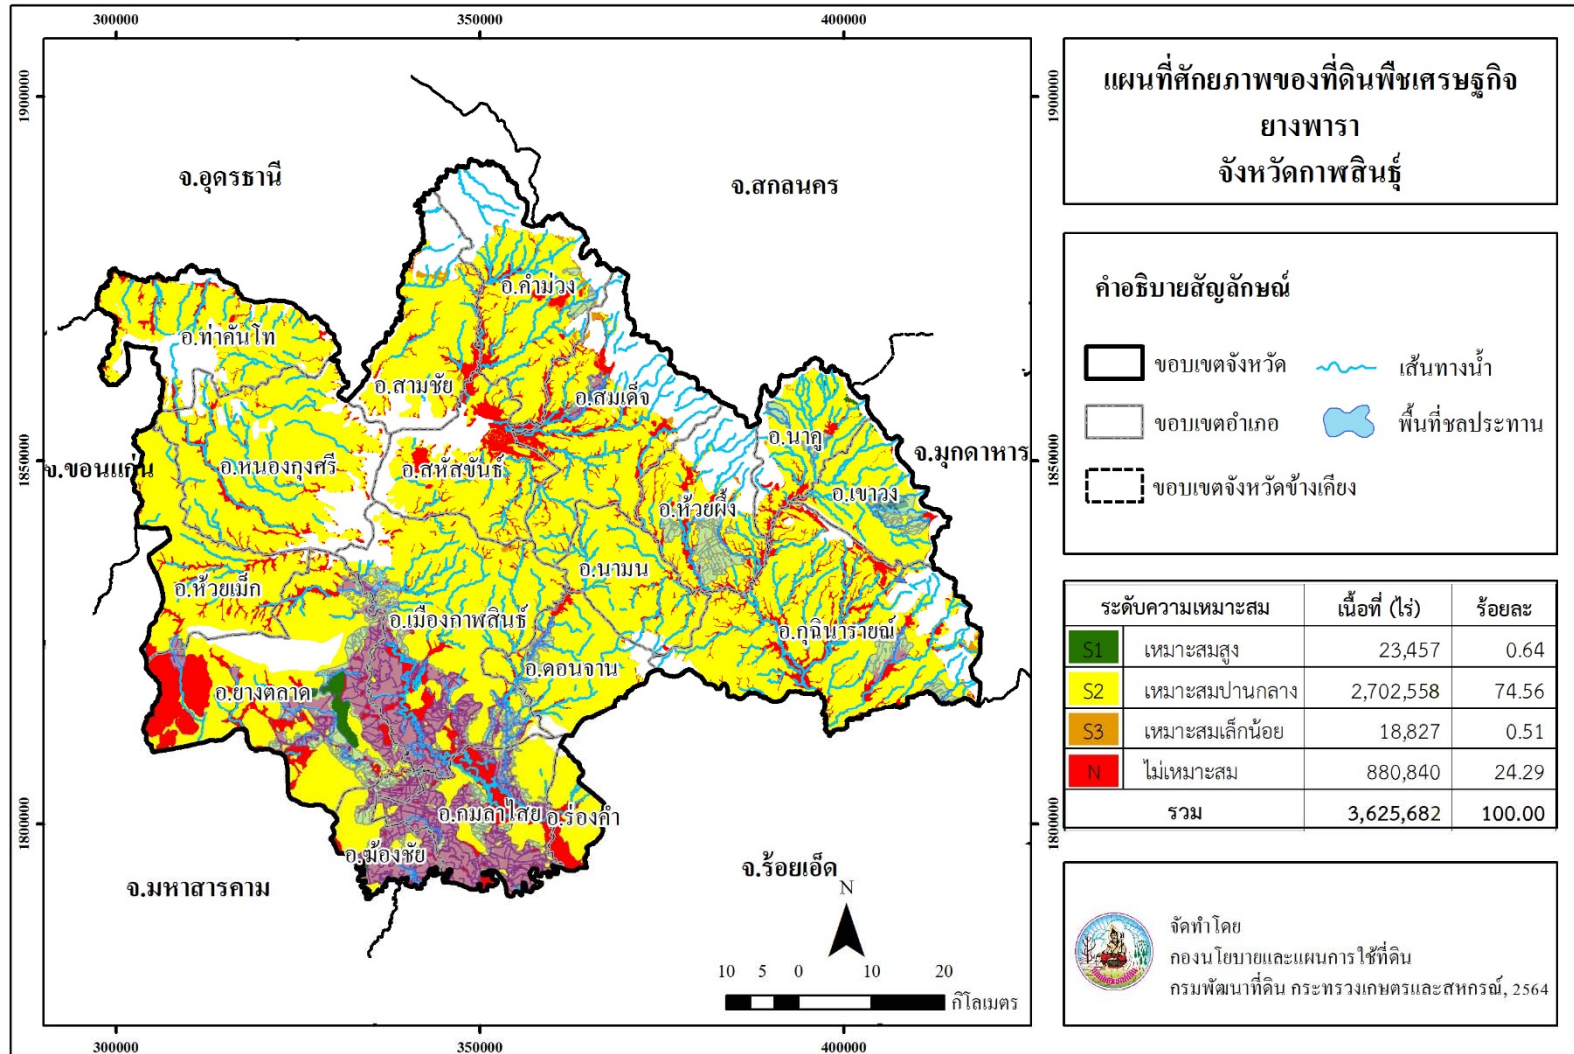 300000
350000
400000
1900000
1900000
แผนที่ศักยภาพของที่ดินพืชเศรษฐกิจ
ยางพารา
จังหวัดกาฬสินธุ์
จ.อุดรธานี
จ.สกลนคร
อ.คำม่วง
คำอธิบายสัญลักษณ์
อ.ท่าคันโท
ขอบเขตจังหวัด
เส้นทางน้ำ
อ.สามชัย
อ.สมเด็จ
ขอบเขตอำเภอ
พื้นที่ชลประทาน
อ.นาคู
จ.มุกดาหาร
จ.ขอนแก่น
1850000
1850000
อ.หนองกุงศรี
อ.สหัสขันธ์
อ.เขาวง
ขอบเขตจังหวัดข้างเคียง
อ.ห้วยผึ้ง
อ.นามน
อ.ห้วยเม็ก
อ.เมืองกาฬสินธุ์
อ.กุฉินารายณ์
อ.ดอนจาน
อ.ยางตลาด
ระดับความเหมาะสม เนื้อที่ (ไร่) ร้อยละ
S1 เหมาะสมสูง 23,457 0.64
S2 เหมาะสมปานกลาง 2,702,558 74.56
S3 เหมาะสมเล็กน้อย 18,827 0.51
N ไม่เหมาะสม 880,840 24.29
รวม 3,625,682 100.00
1800000
1800000
อ.กมลาไสย
อ.ร่องคำ
อ.ฆ้องชัย
จ.มหาสารคาม
จ.ร้อยเอ็ด
N
10 5 0 10 20
กิโลเมตร
จัดทำโดย
กองนโยบายและแผนการใช้ที่ดิน
กรมพัฒนาที่ดิน กระทรวงเกษตรและสหกรณ์, 2564
300000
350000
400000